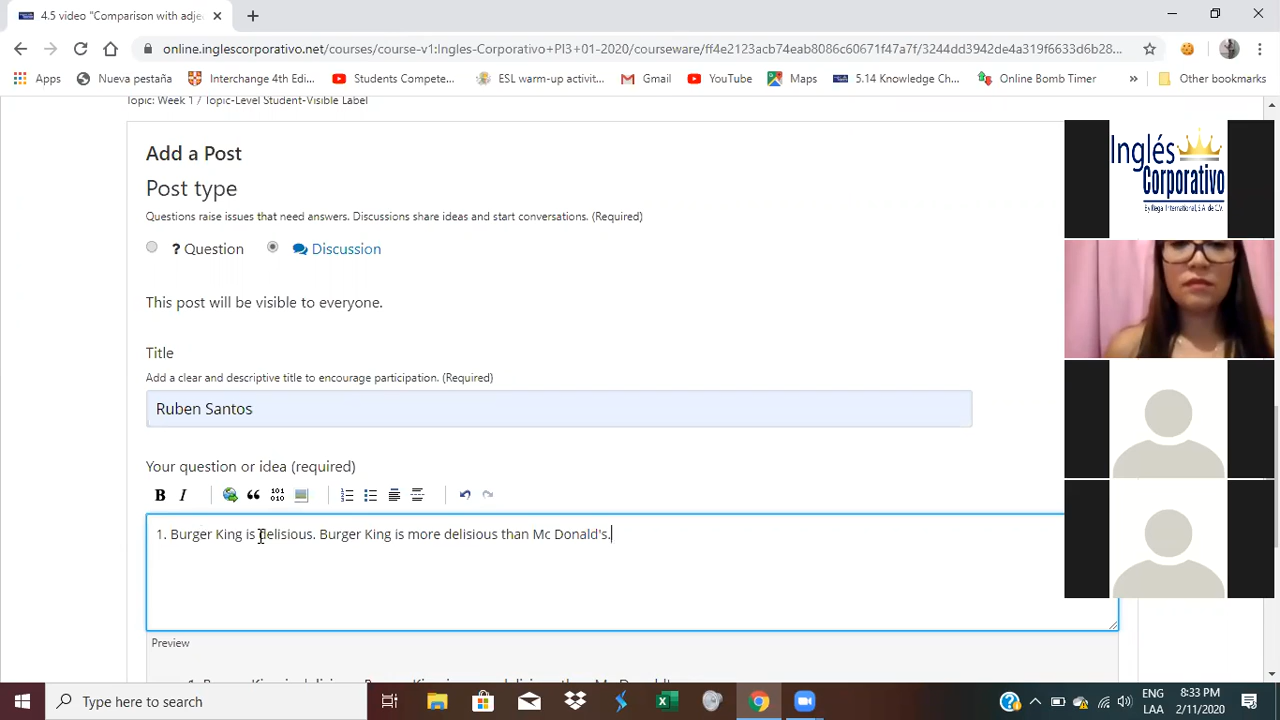 4.5 video "Comparison with adje
online.inglescorporativo.net/courses/course-v1:Ingles-Corporativo+PI3+01-2020/courseware/ff4e2123acb74eab8086c60671f47a7f/3244dd3942de4a319f6633d6b28...
Apps Nueva pestaña Interchange 4th Edi... Students Compete... ESL warm-up activit... Gmail YouTube Maps 5.14 Knowledge Ch... Online Bomb Timer » Other bookmarks
Topic: Week 1 / Topic-Level Student-Visible Label
Add a Post
Post type
Questions raise issues that need answers. Discussions share ideas and start conversations. (Required)
? Question Discussion
This post will be visible to everyone.
Title
Add a clear and descriptive title to encourage participation. (Required)
Ruben Santos
Your question or idea (required)
B I
1. Burger King is delisious. Burger King is more delisious than Mc Donald's.
Preview
Inglés
Corporativo
By Rega International, S.A. de C.V.
Type here to search
ENG 8:33 PM
LAA 2/11/2020